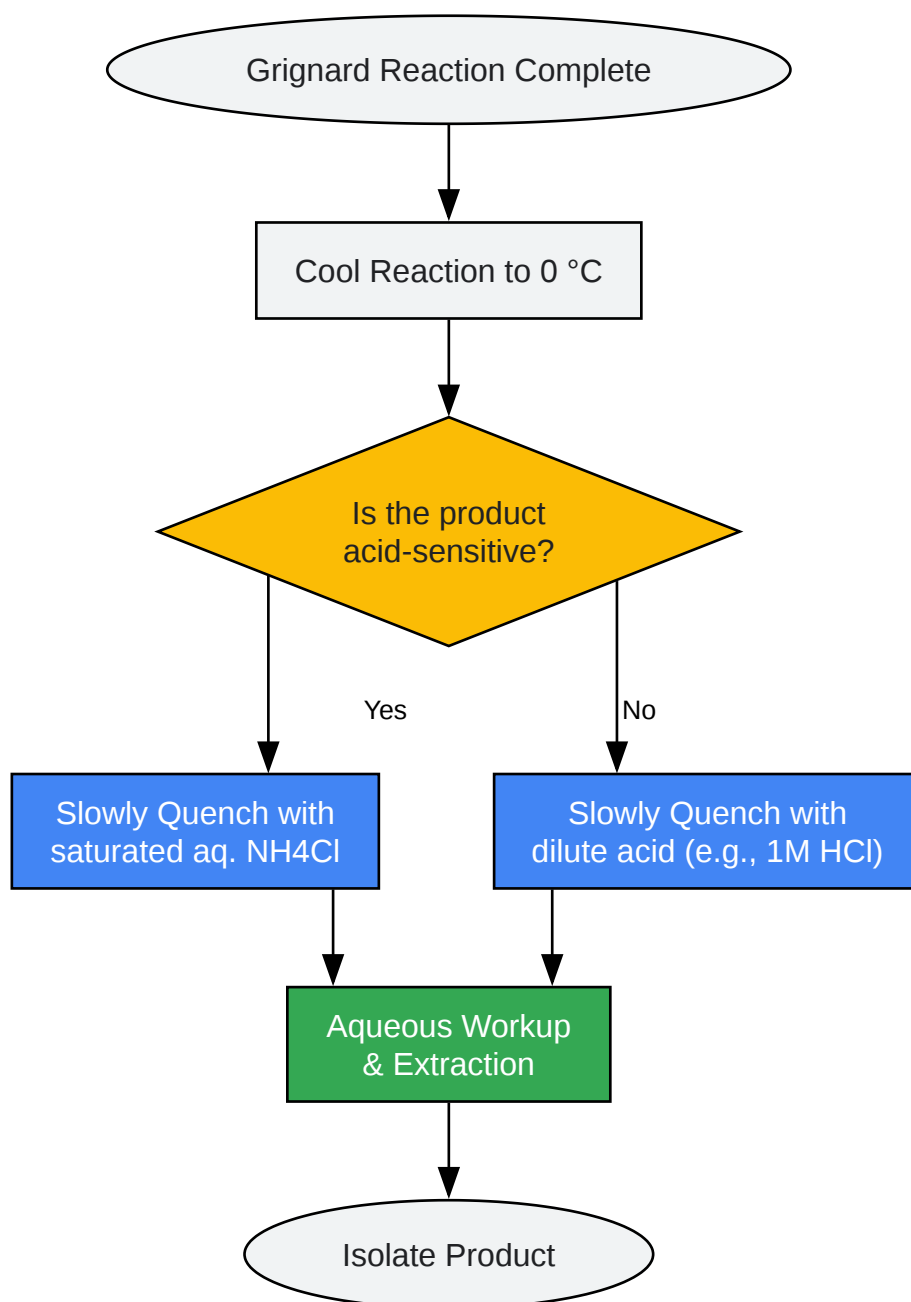 Grignard Reaction Complete
Cool Reaction to 0 °C
Is the product
acid-sensitive?
Yes
No
Slowly Quench with
saturated aq. NH4Cl
Slowly Quench with
dilute acid (e.g., 1M HCl)
Aqueous Workup
& Extraction
Isolate Product